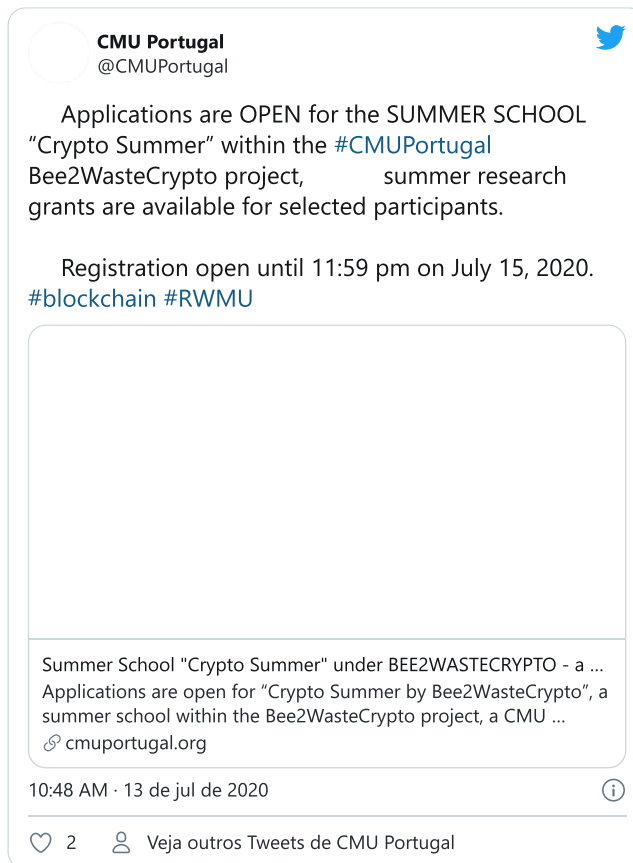 CMU Portugal
@CMUPortugal
Applications are OPEN for the SUMMER SCHOOL
“Crypto Summer” within the #CMUPortugal
Bee2WasteCrypto project, summer research
grants are available for selected participants.
Registration open until 11:59 pm on July 15, 2020.
#blockchain #RWMU
Summer School "Crypto Summer" under BEE2WASTECRYPTO - a ...
Applications are open for “Crypto Summer by Bee2WasteCrypto”, a
summer school within the Bee2WasteCrypto project, a CMU ...
cmuportugal.org
10:48 AM · 13 de jul de 2020
2 Veja outros Tweets de CMU Portugal